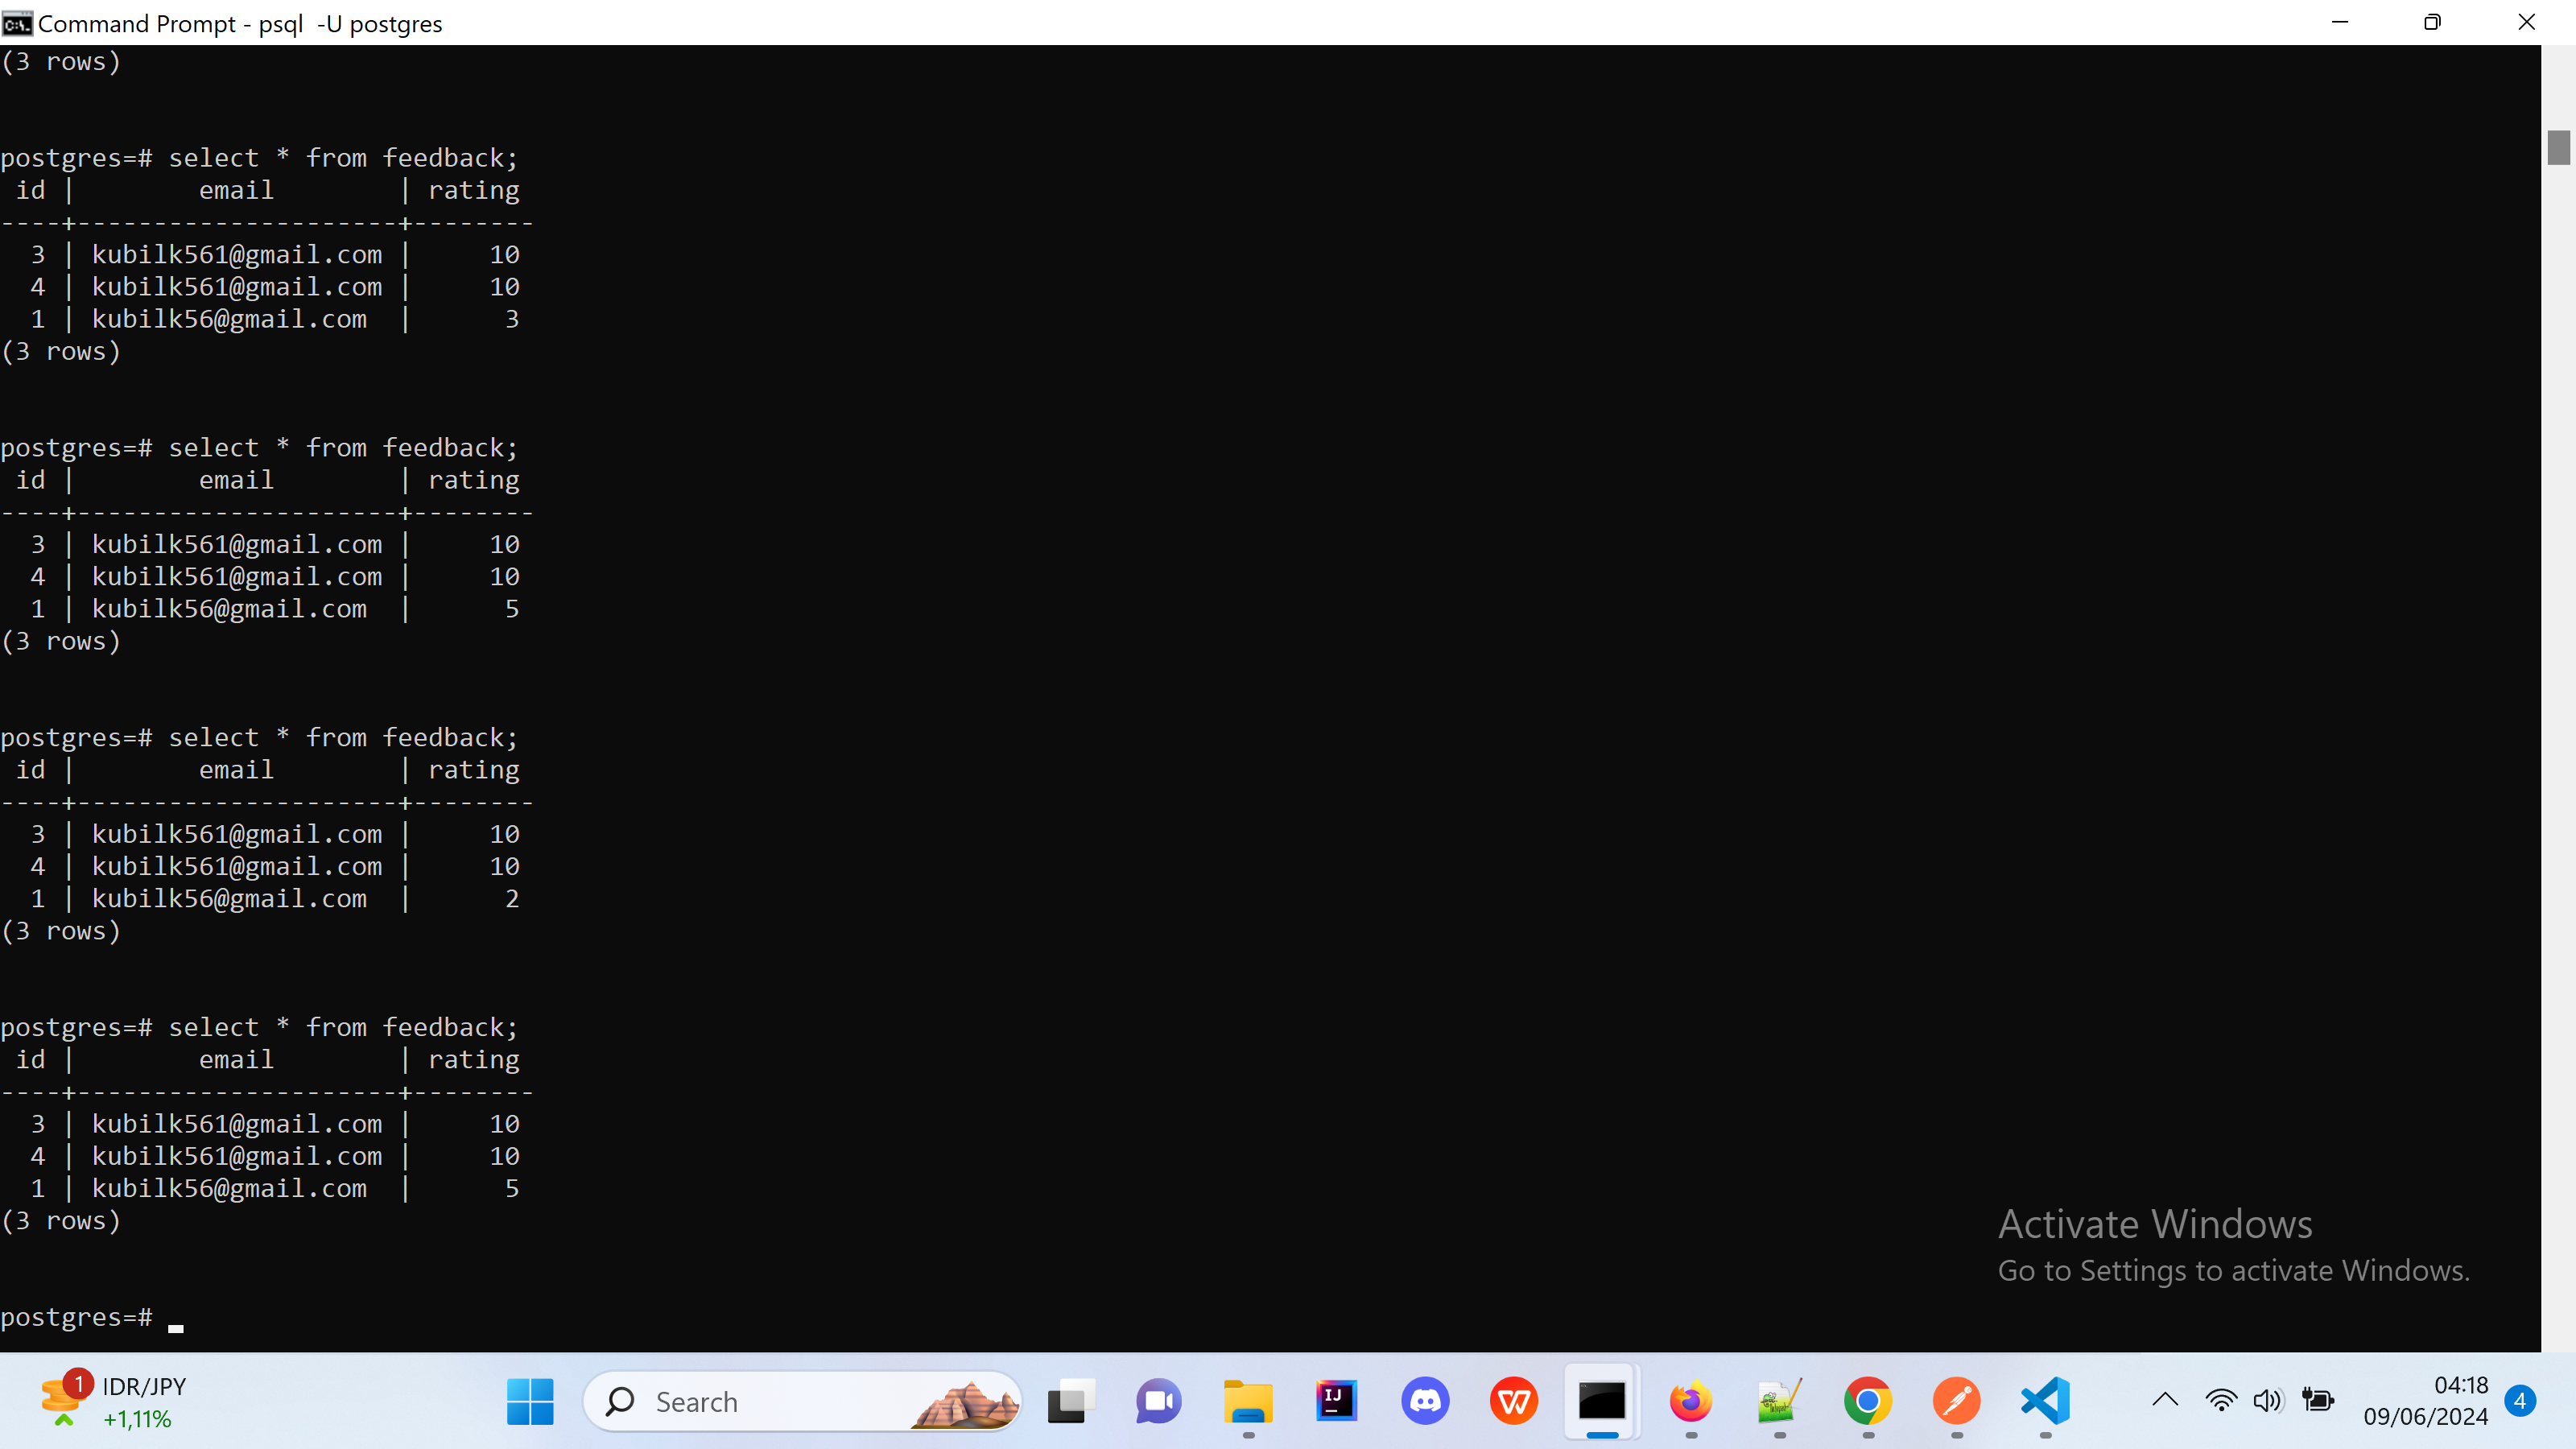 Command Prompt - psql  -U postgres
(3 rows)
postgres=# select * from feedback;
 id |        email        | rating
----+---------------------+--------
  3 | kubilk561@gmail.com |     10
  4 | kubilk561@gmail.com |     10
  1 | kubilk56@gmail.com  |      3
(3 rows)
postgres=# select * from feedback;
 id |        email        | rating
----+---------------------+--------
  3 | kubilk561@gmail.com |     10
  4 | kubilk561@gmail.com |     10
  1 | kubilk56@gmail.com  |      5
(3 rows)
postgres=# select * from feedback;
 id |        email        | rating
----+---------------------+--------
  3 | kubilk561@gmail.com |     10
  4 | kubilk561@gmail.com |     10
  1 | kubilk56@gmail.com  |      2
(3 rows)
postgres=# select * from feedback;
 id |        email        | rating
----+---------------------+--------
  3 | kubilk561@gmail.com |     10
  4 | kubilk561@gmail.com |     10
  1 | kubilk56@gmail.com  |      5
(3 rows)
Activate Windows
Go to Settings to activate Windows.
postgres=#
1
IDR/JPY
+1,11%
Search
IJ
W
04:18
09/06/2024
4